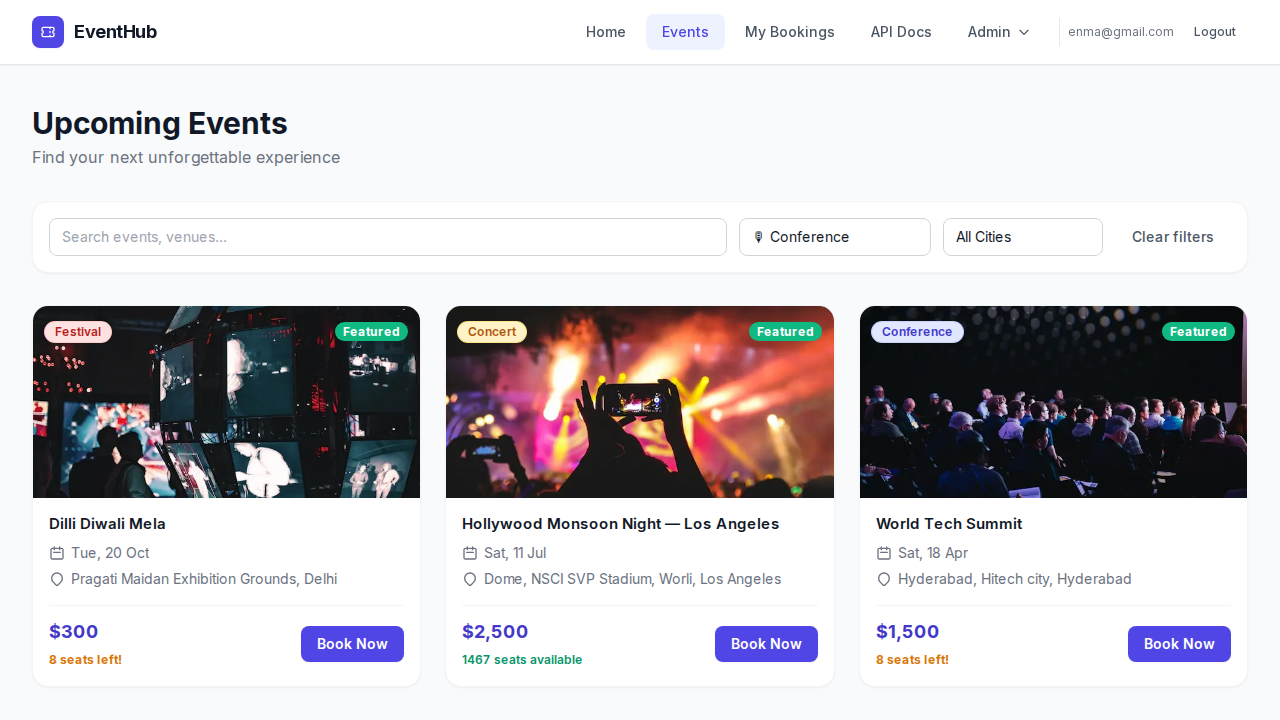 EventHub
Home
Events
My Bookings
API Docs
Admin
enma@gmail.com
Logout
Upcoming Events
Find your next unforgettable experience
Search events, venues...
Conference
All Cities
Clear filters
Festival
Featured
Concert
Featured
Conference
Featured
Dilli Diwali Mela
Tue, 20 Oct
Pragati Maidan Exhibition Grounds, Delhi
$300
8 seats left!
Book Now
Hollywood Monsoon Night — Los Angeles
Sat, 11 Jul
Dome, NSCI SVP Stadium, Worli, Los Angeles
$2,500
1467 seats available
Book Now
World Tech Summit
Sat, 18 Apr
Hyderabad, Hitech city, Hyderabad
$1,500
8 seats left!
Book Now